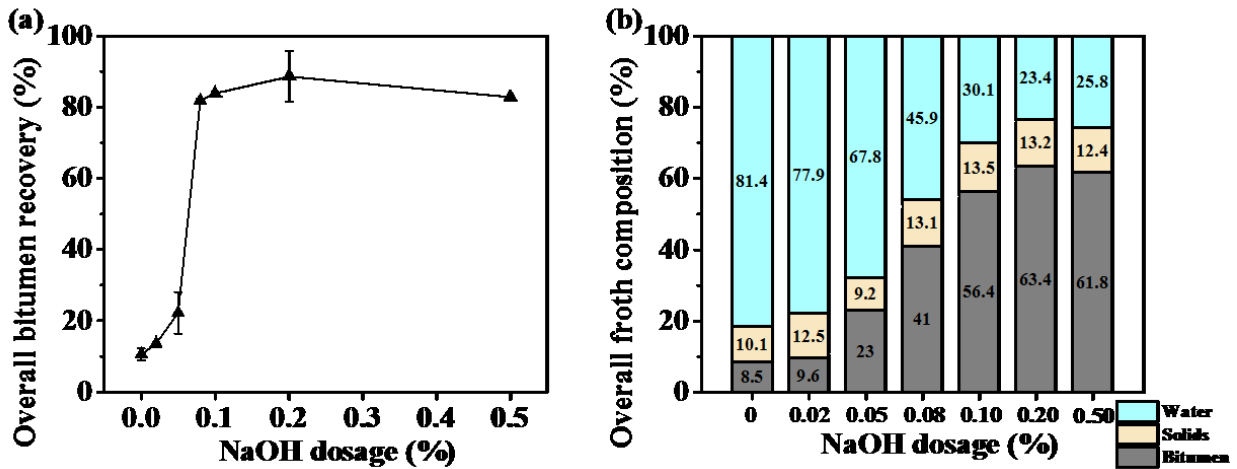 (a)
Overall bitumen recovery (%)
100
80
60
40
20
0
0.0 0.1 0.2 0.3 0.4 0.5
NaOH dosage (%)
(b)
Overall froth composition (%)
100
80
60
40
20
0
81.4 77.9 67.8 45.9 30.1 23.4 25.8
10.1 12.5 9.2 13.1 13.5 13.2 12.4
8.5 9.6 23 41 56.4 63.4 61.8
0 0.02 0.05 0.08 0.10 0.20 0.50
NaOH dosage (%)
Water
Solids
Bitumen